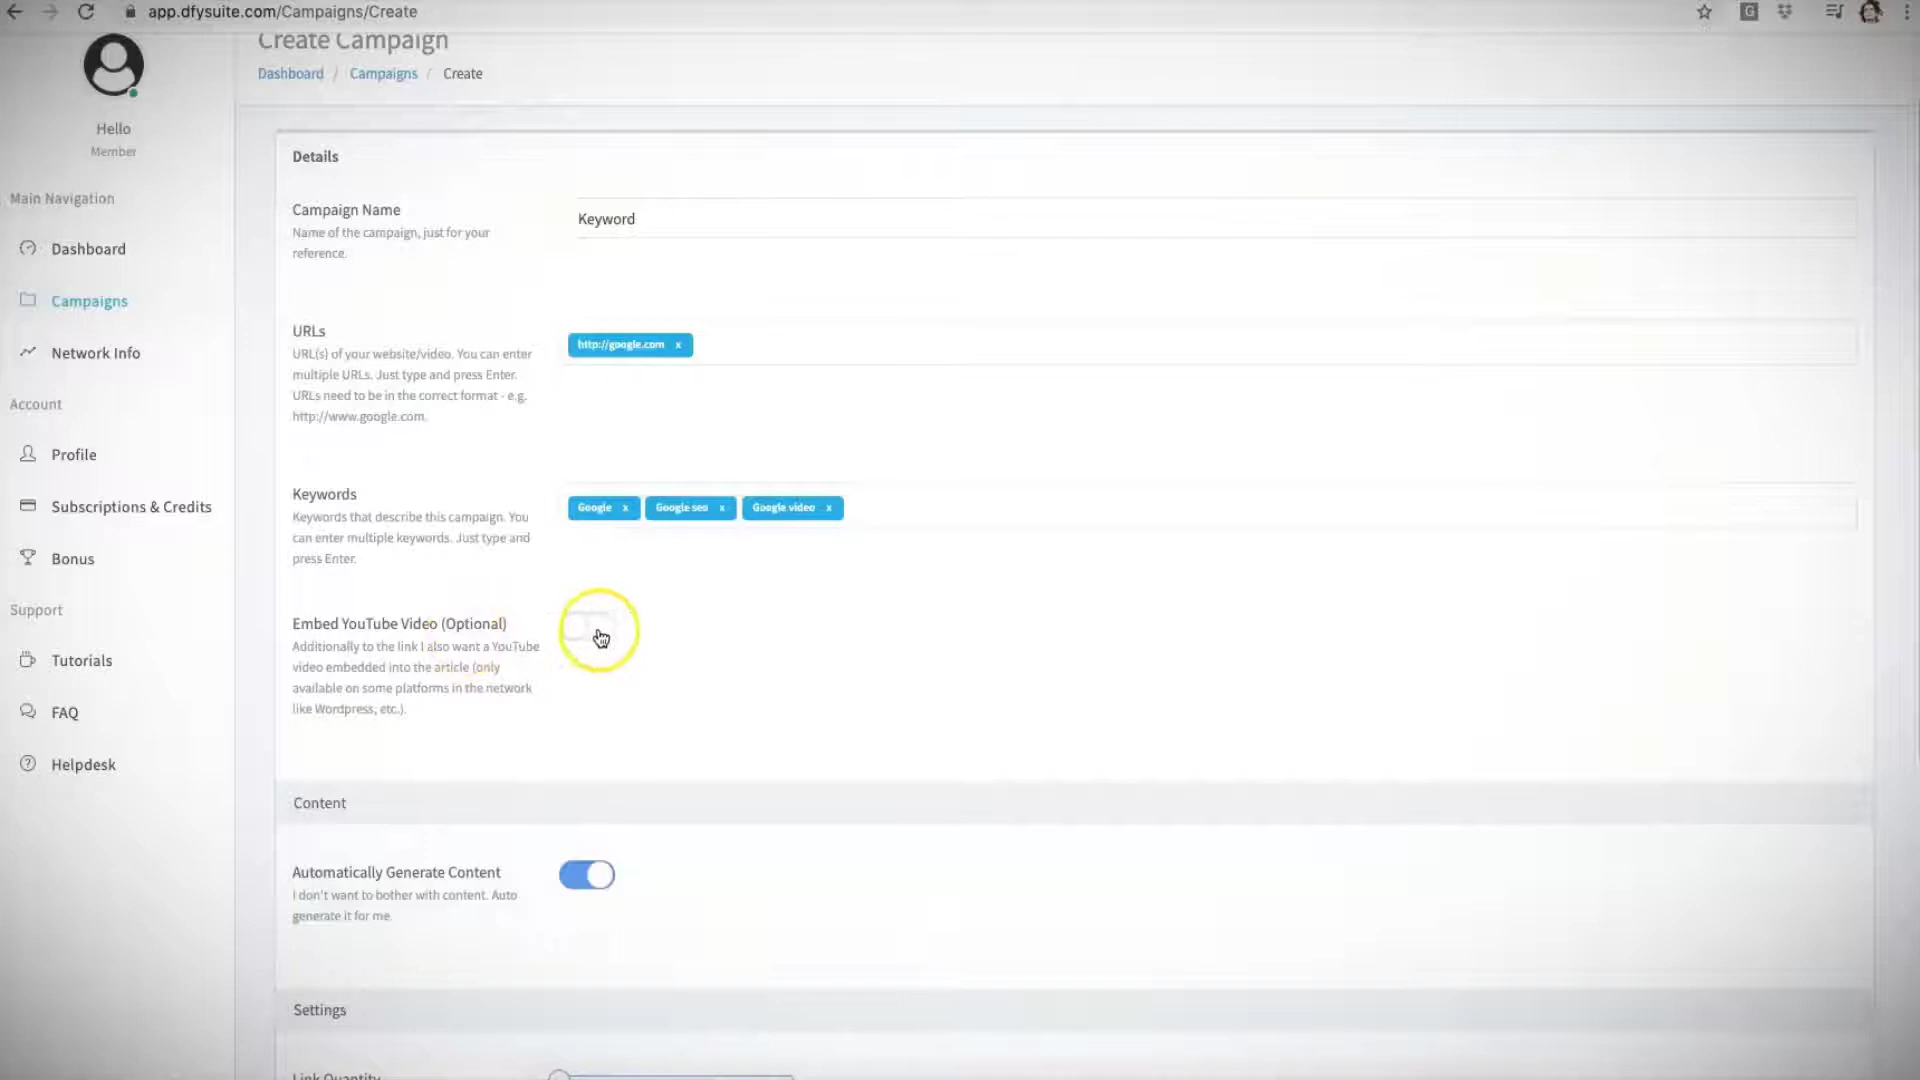 app.dfysuite.com/Campaigns/Create
G
Create Campaign
Dashboard / Campaigns / Create
Hello
Member
Main Navigation
Dashboard
Campaigns
Network Info
Account
Profile
Subscriptions & Credits
Bonus
Support
Tutorials
FAQ
Helpdesk
Details
Campaign Name
Name of the campaign, just for your
reference.
Keyword
URLs
URL(s) of your website/video. You can enter
multiple URLs. Just type and press Enter.
URLs need to be in the correct format - e.g.
http://www.google.com.
http://google.com x
Keywords
Keywords that describe this campaign. You
can enter multiple keywords. Just type and
press Enter.
Google x Google seo x Google video x
Embed YouTube Video (Optional)
Additionally to the link I also want a YouTube
video embedded into the article (only
available on some platforms in the network
like Wordpress, etc.).
Content
Automatically Generate Content
I don't want to bother with content. Auto
generate it for me.
Settings
Link Quantity